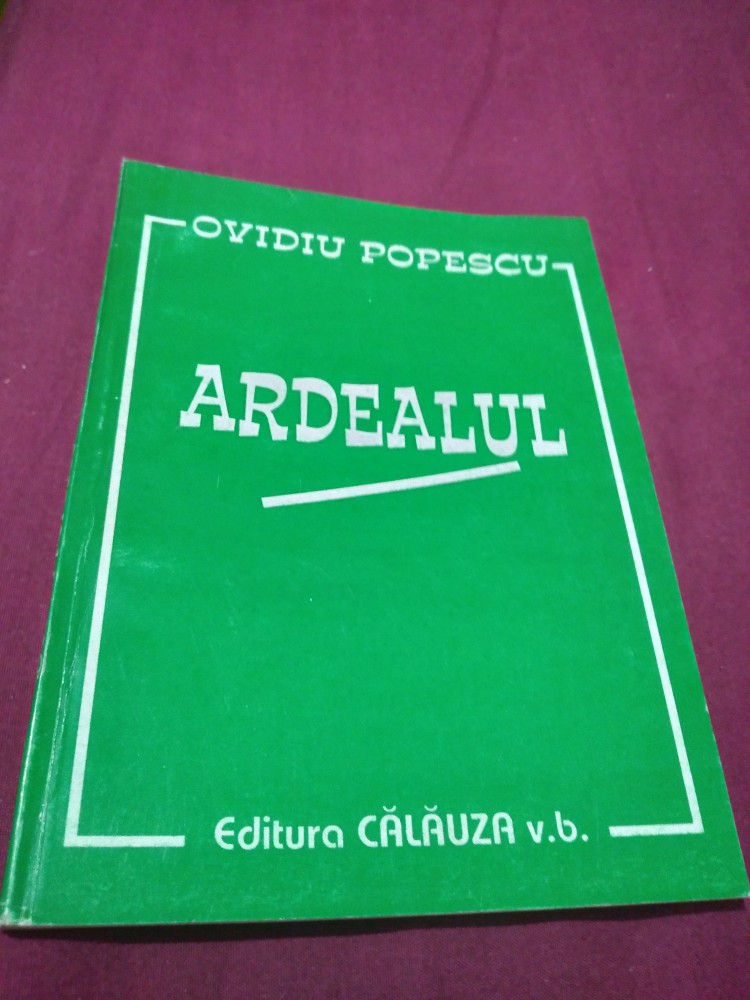 OVIDIU POPESCU
ARDEALUL
Editura CĂLĂUZA v.b.